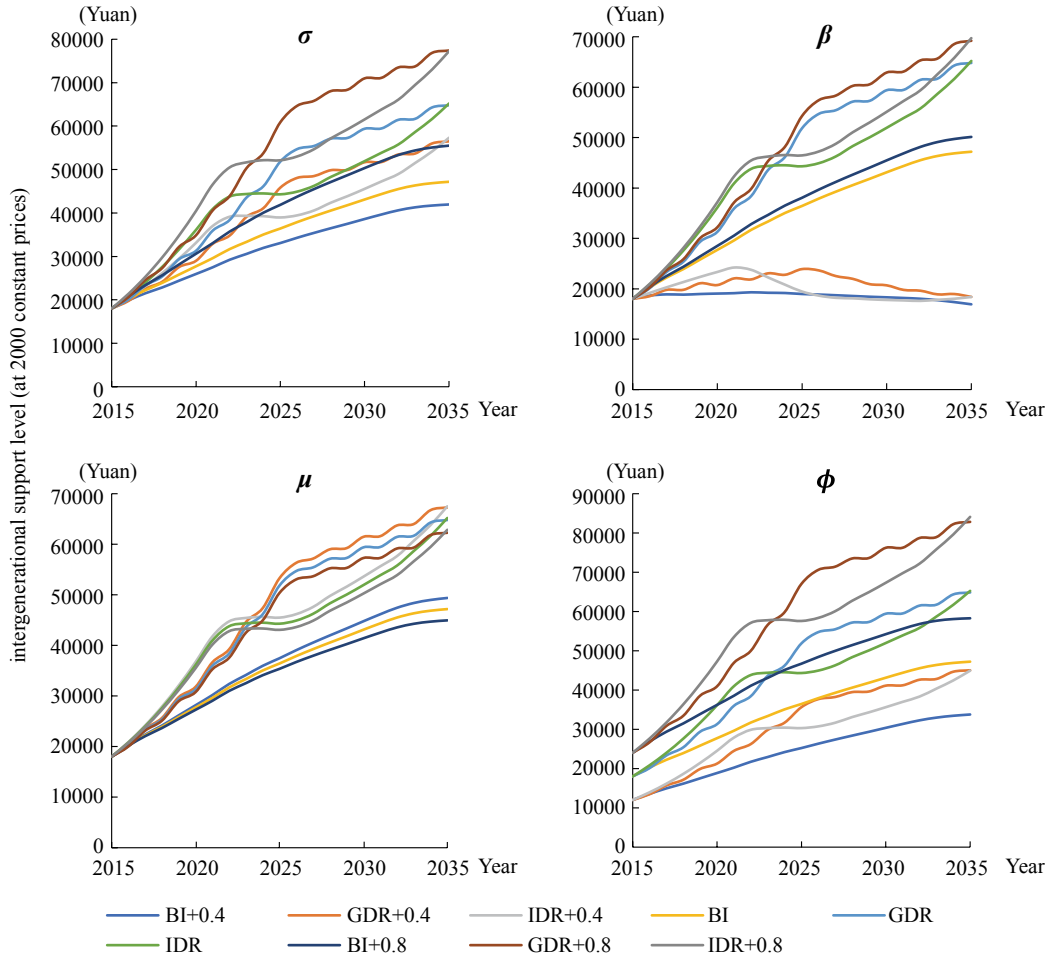 (Yuan)
σ
80000
70000
60000
50000
40000
30000
20000
10000
0
2015 2020 2025 2030 2035 Year
(Yuan)
β
70000
60000
50000
40000
30000
20000
10000
0
2015 2020 2025 2030 2035 Year
intergenerational support level (at 2000 constant prices)
(Yuan)
μ
70000
60000
50000
40000
30000
20000
10000
0
2015 2020 2025 2030 2035 Year
(Yuan)
ϕ
90000
80000
70000
60000
50000
40000
30000
20000
10000
0
2015 2020 2025 2030 2035 Year
BI+0.4 GDR+0.4 IDR+0.4 BI GDR
IDR BI+0.8 GDR+0.8 IDR+0.8